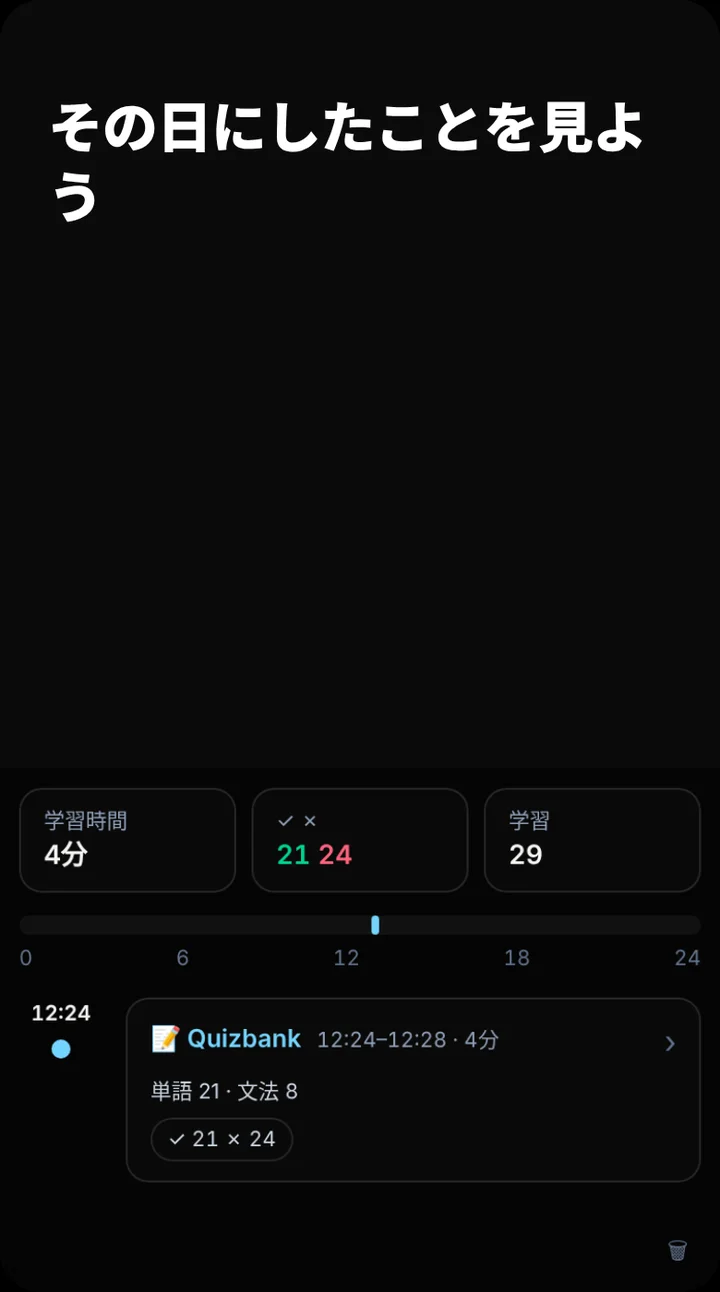 その日にしたことを見よ
う
学習時間
4分
✓ ×
21 24
学習
29
0 6 12 18 24
12:24
📝 Quizbank 12:24–12:28 · 4分 ›
単語 21 · 文法 8
✓ 21 × 24
🗑